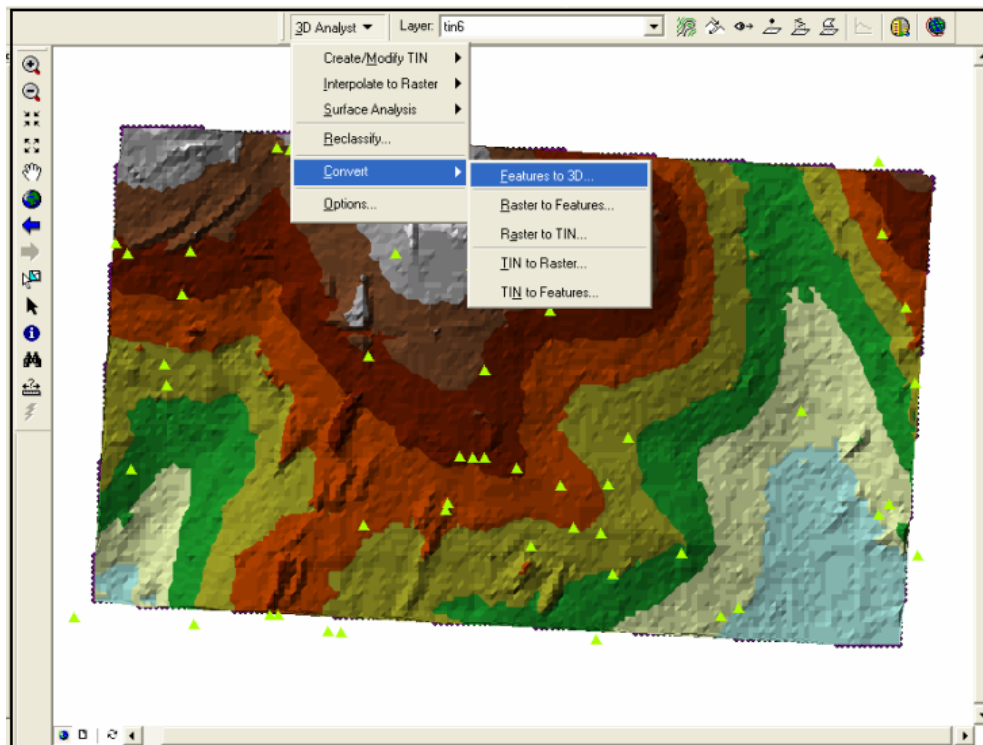 3D Analyst Layer: tin6
Create/Modify TIN
Interpolate to Raster
Surface Analysis
Reclassify...
Convert
Options...
Features to 3D...
Raster to Features...
Raster to TIN...
TIN to Raster...
TIN to Features...